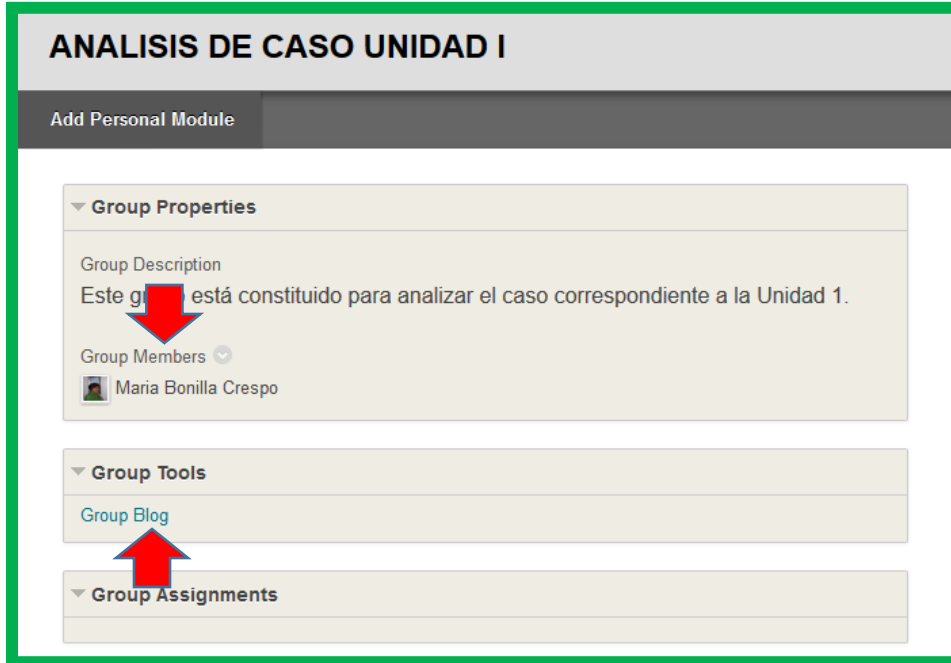 ANALISIS DE CASO UNIDAD I
Add Personal Module
Group Properties
Group Description
Este está constituido para analizar el caso correspondiente a la Unidad 1.
Group Members
Maria Bonilla Crespo
Group Tools
Group Blog
Group Assignments